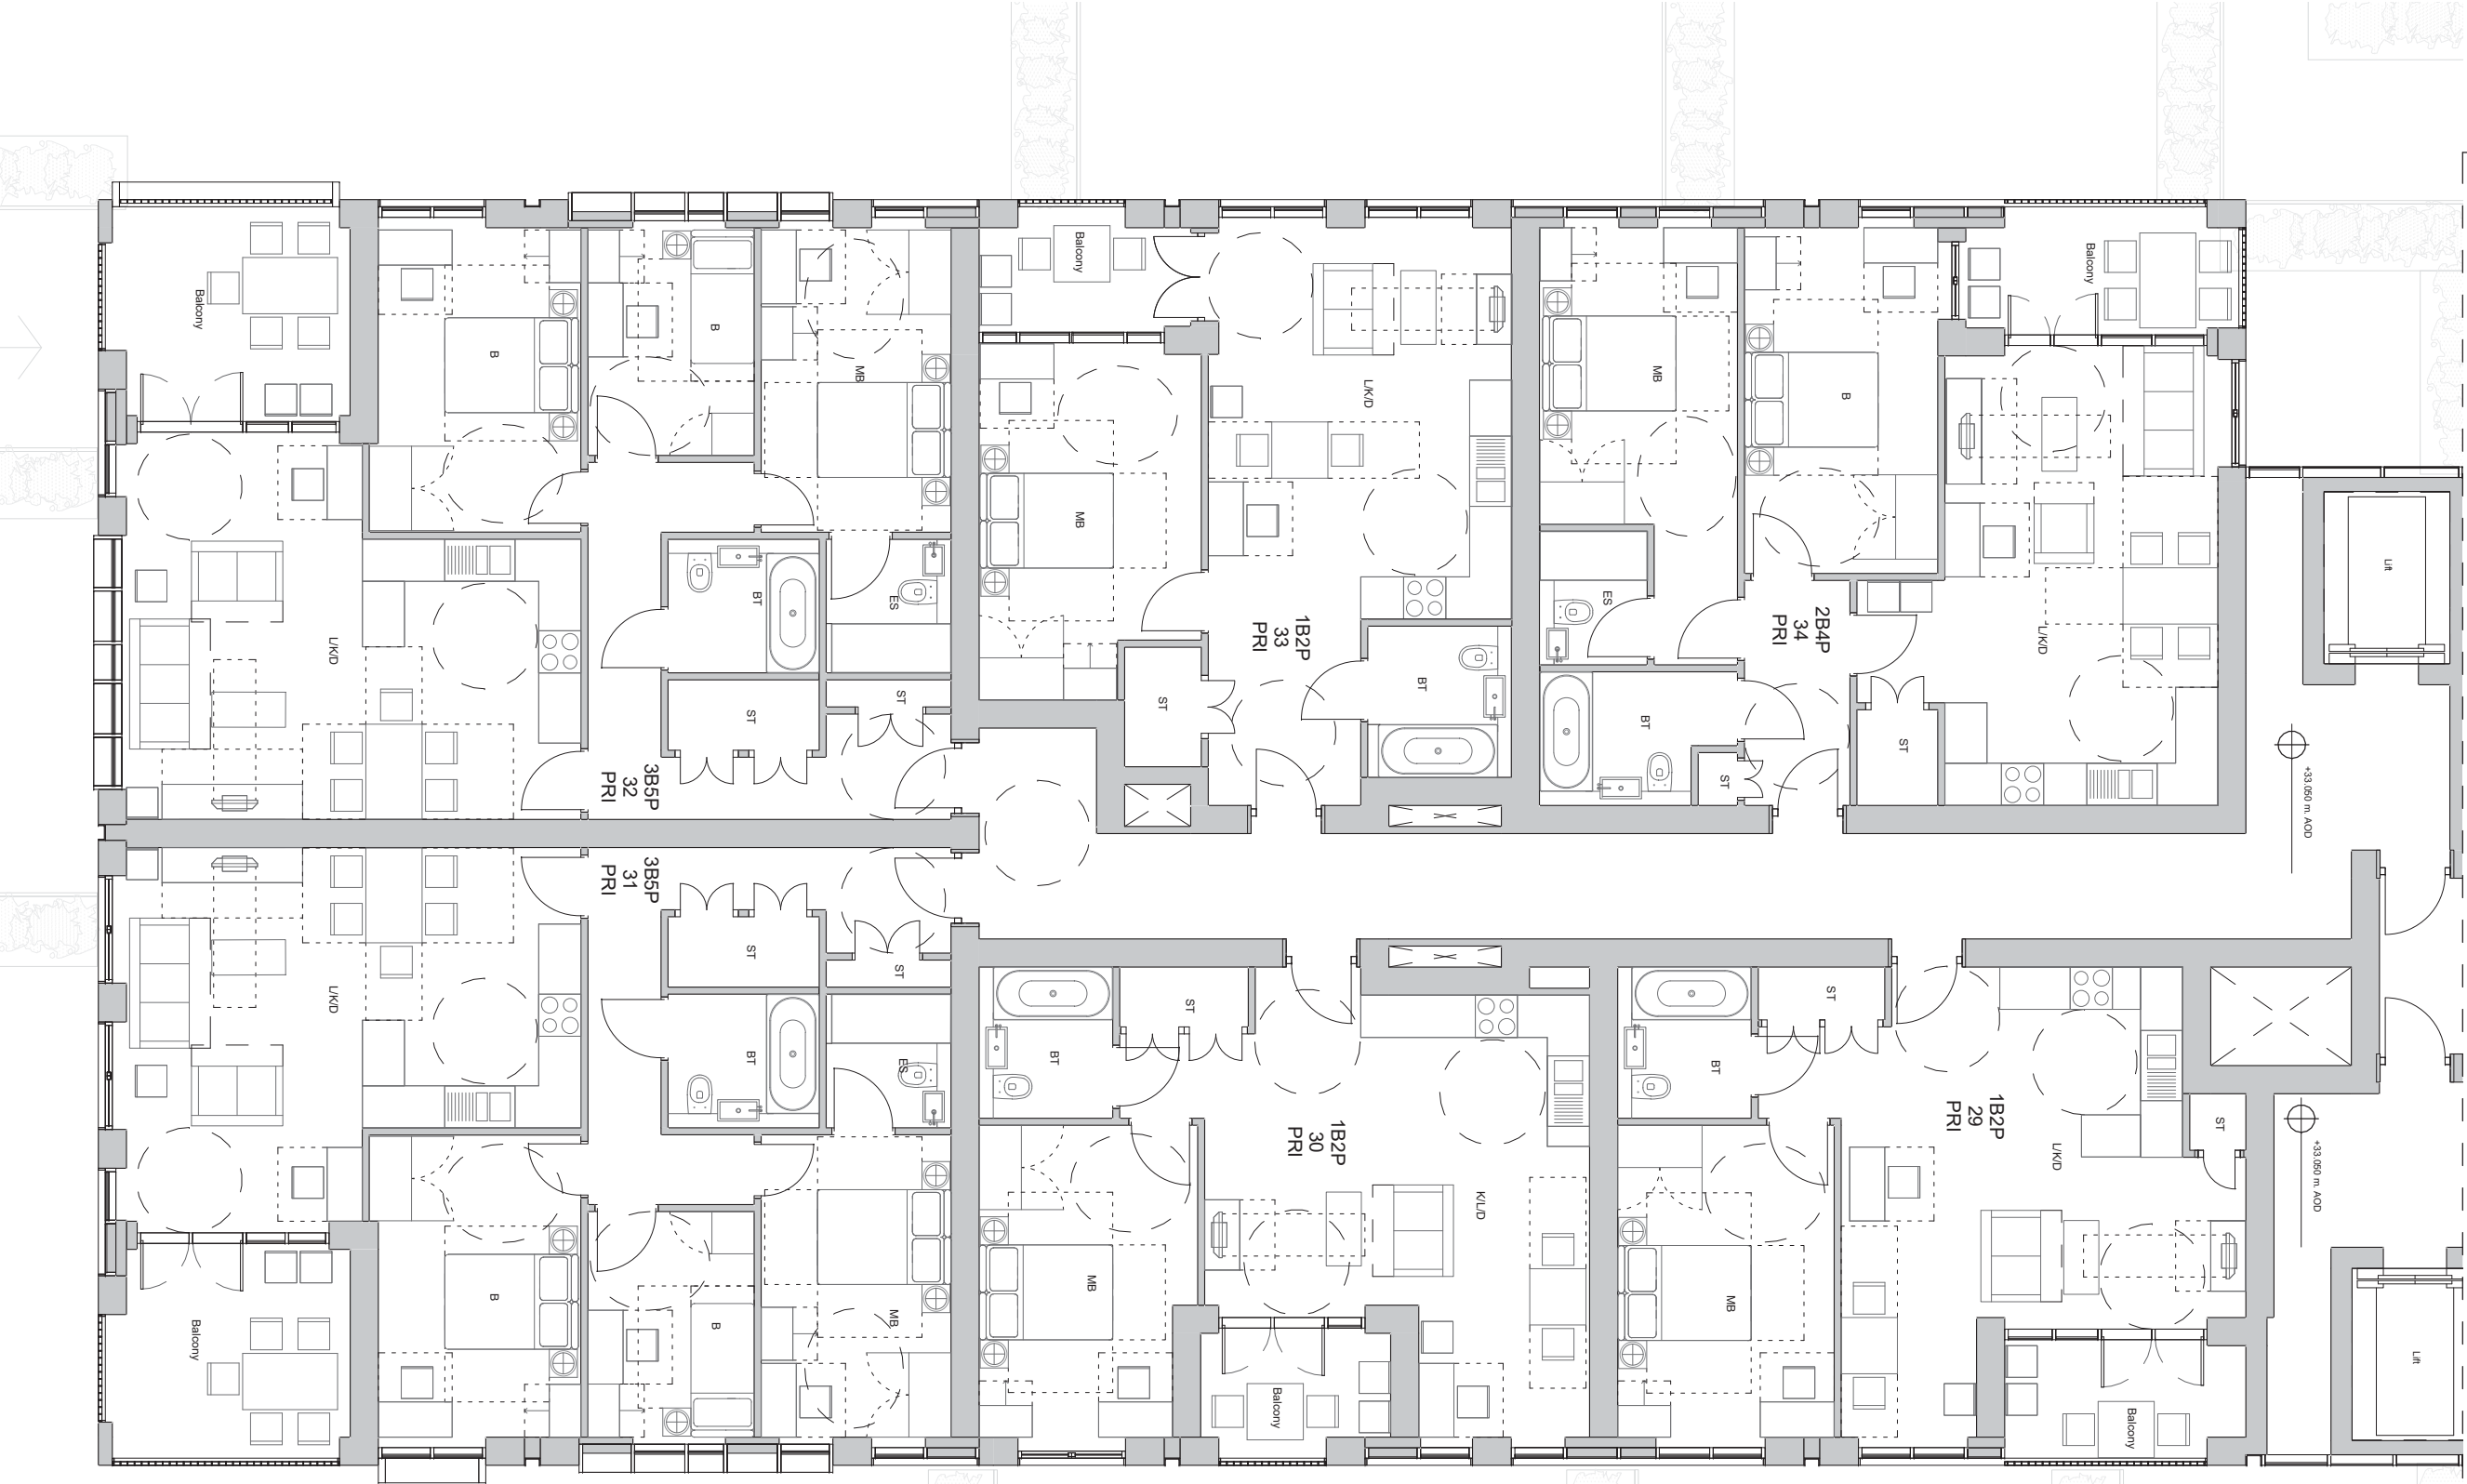 Balcony
B
B
MB
L/K/D
BT
ES
ST
ST
3B5P
32
PRI
Balcony
L/K/D
MB
ST
BT
1B2P
33
PRI
MB
B
ES
BT
ST
ST
2B4P
34
PRI
Balcony
L/K/D
Lift
+33.050 m. AOD
3B5P
31
PRI
L/K/D
ST
ST
BT
ES
B
B
MB
Balcony
BT
ST
1B2P
30
PRI
MB
K/L/D
Balcony
BT
ST
1B2P
29
PRI
MB
L/K/D
ST
Balcony
+33.050 m. AOD
Lift